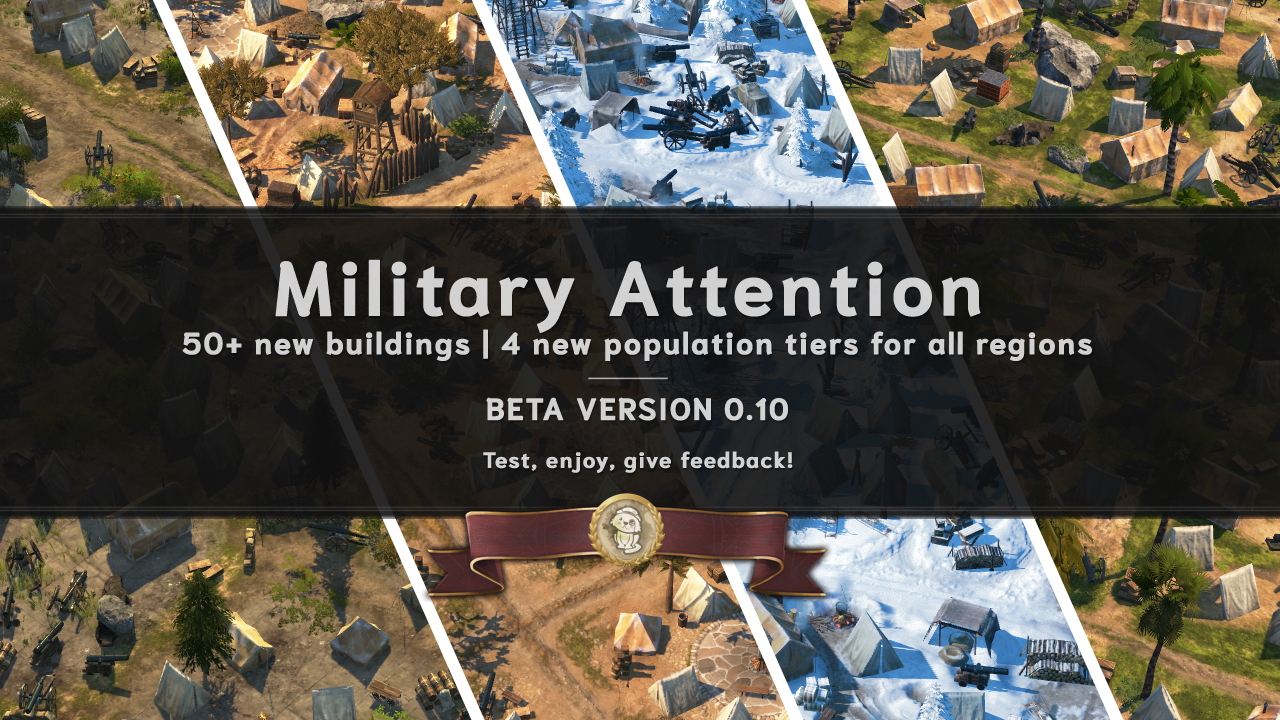 Military Attention
50+ new buildings | 4 new population tiers for all regions
BETA VERSION 0.10
Test, enjoy, give feedback!